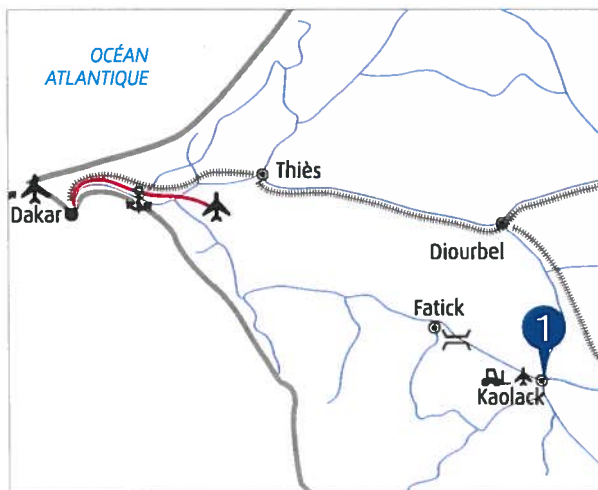 OCÉAN
ATLANTIQUE
Thiès
Dakar
Diourbel
Fatick
1
Kaolack